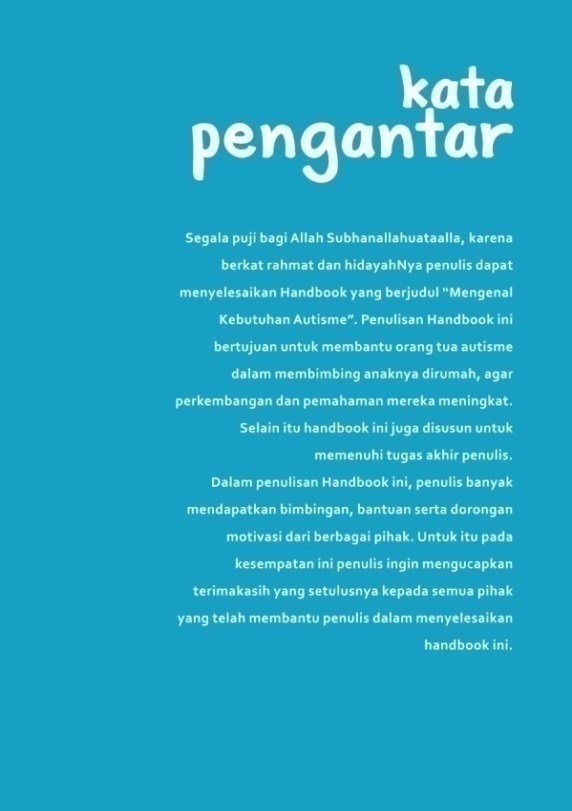 kata
pengantar
Segala puji bagi Allah Subhanallahuataalla, karena
berkat rahmat dan hidayahNya penulis dapat
menyelesaikan Handbook yang berjudul “Mengenal
Kebutuhan Autisme”. Penulisan Handbook ini
bertujuan untuk membantu orang tua autisme
dalam membimbing anaknya dirumah, agar
perkembangan dan pemahaman mereka meningkat.
Selain itu handbook ini juga disusun untuk
memenuhi tugas akhir penulis.
Dalam penulisan Handbook ini, penulis banyak
mendapatkan bimbingan, bantuan serta dorongan
motivasi dari berbagai pihak. Untuk itu pada
kesempatan ini penulis ingin mengucapkan
terimakasih yang setulusnya kepada semua pihak
yang telah membantu penulis dalam menyelesaikan
handbook ini.